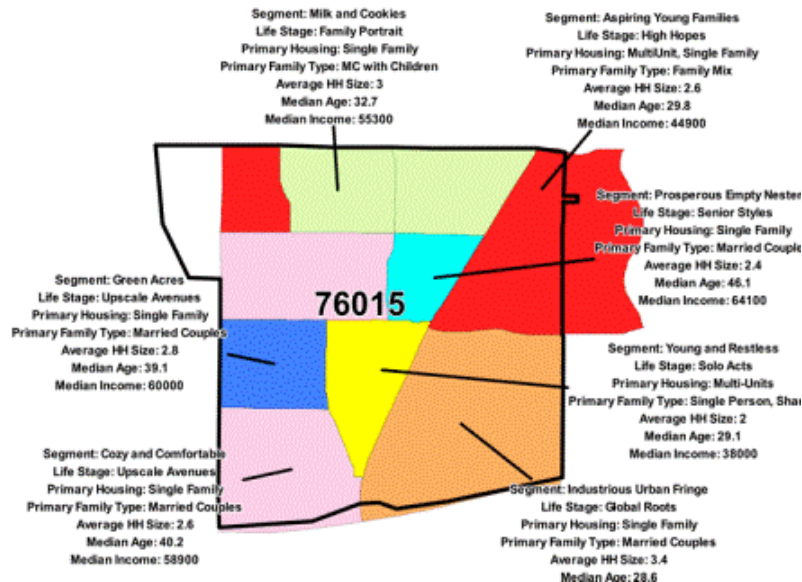 Segment: Milk and Cookies
Life Stage: Family Portrait
Primary Housing: Single Family
Primary Family Type: MC with Children
Average HH Size: 3
Median Age: 32.7
Median Income: 55300
Segment: Aspiring Young Families
Life Stage: High Hopes
Primary Housing: MultiUnit, Single Family
Primary Family Type: Family Mix
Average HH Size: 2.6
Median Age: 29.8
Median Income: 44900
Segment: Prosperous Empty Nester
Life Stage: Senior Styles
Primary Housing: Single Family
Primary Family Type: Married Couple
Average HH Size: 2.4
Median Age: 46.1
Median Income: 64100
76015
Segment: Green Acres
Life Stage: Upscale Avenues
Primary Housing: Single Family
Primary Family Type: Married Couples
Average HH Size: 2.8
Median Age: 39.1
Median Income: 60000
Segment: Young and Restless
Life Stage: Solo Acts
Primary Housing: Multi-Units
Primary Family Type: Single Person, Shar
Average HH Size: 2
Median Age: 29.1
Median Income: 38000
Segment: Cozy and Comfortable
Life Stage: Upscale Avenues
Primary Housing: Single Family
Primary Family Type: Married Couples
Average HH Size: 2.6
Median Age: 40.2
Median Income: 58900
Segment: Industrious Urban Fringe
Life Stage: Global Roots
Primary Housing: Single Family
Primary Family Type: Married Couples
Average HH Size: 3.4
Median Age: 28.6